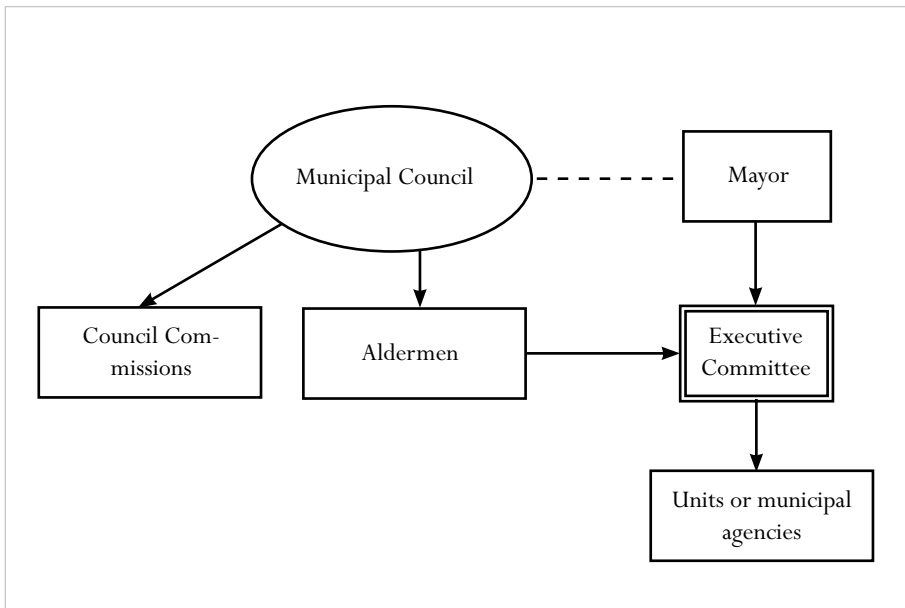 Municipal Council
Mayor
Council Com-
missions
Aldermen
Executive
Committee
Units or municipal
agencies